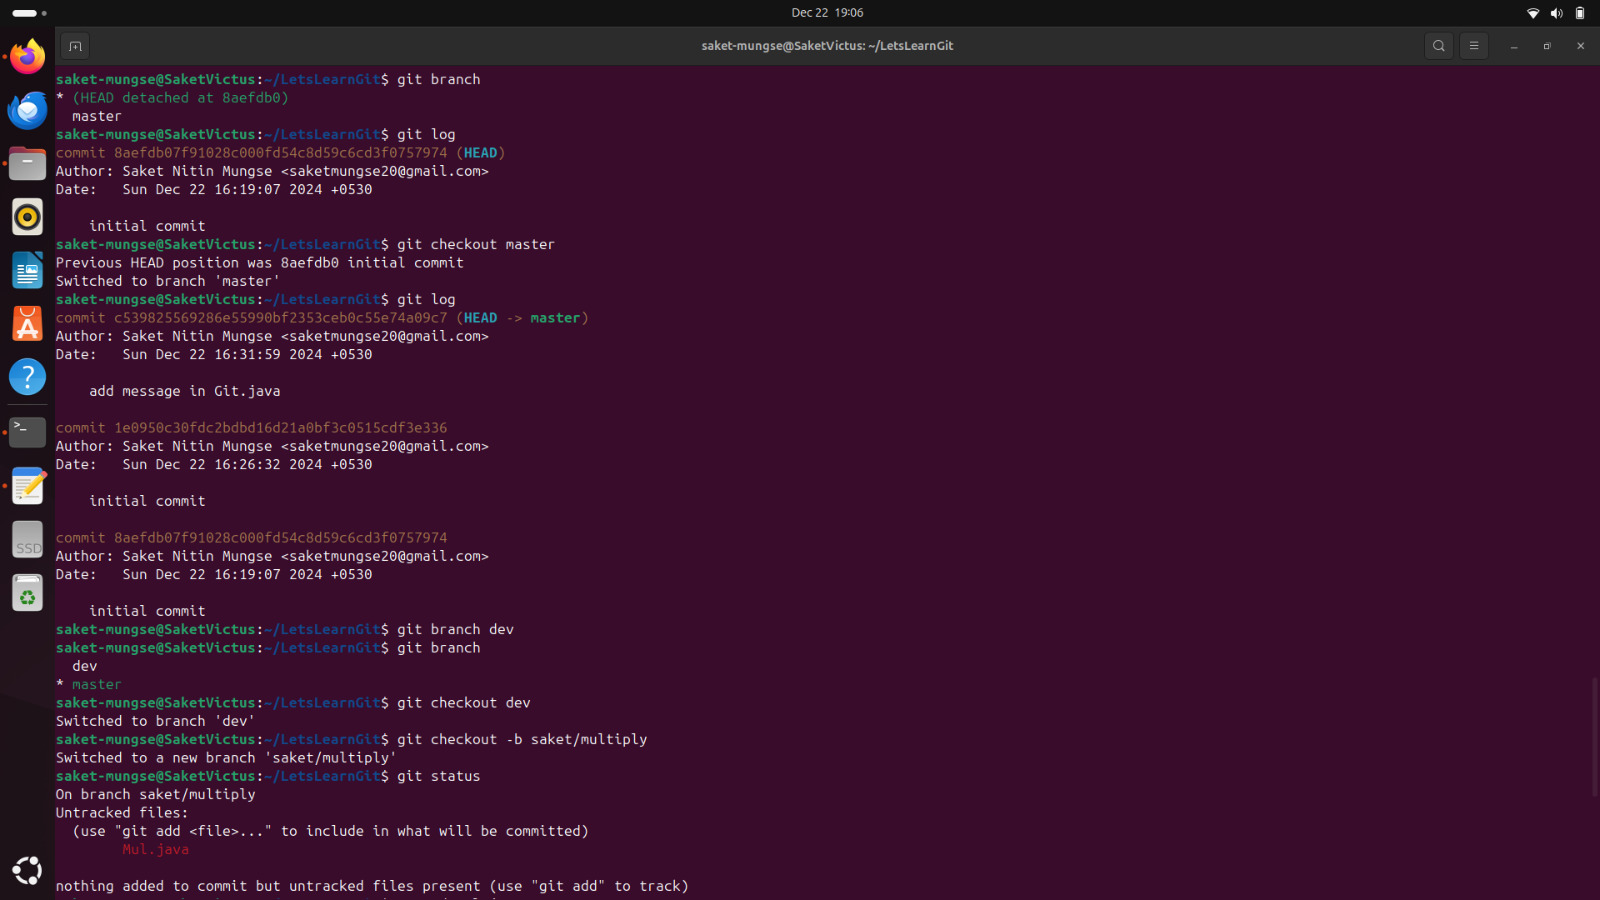 Dec 22 19:06
saket-mungse@SaketVictus: ~/LetsLearnGit
saket-mungse@SaketVictus:~/LetsLearnGit$ git branch
* (HEAD detached at 8aefdb0)
  master
saket-mungse@SaketVictus:~/LetsLearnGit$ git log
commit 8aefdb07f91028c000fd54c8d59c6cd3f0757974 (HEAD)
Author: Saket Nitin Mungse <saketmungse20@gmail.com>
Date:   Sun Dec 22 16:19:07 2024 +0530
    initial commit
saket-mungse@SaketVictus:~/LetsLearnGit$ git checkout master
Previous HEAD position was 8aefdb0 initial commit
Switched to branch 'master'
saket-mungse@SaketVictus:~/LetsLearnGit$ git log
commit c539825569286e55990bf2353ceb0c55e74a09c7 (HEAD -> master)
Author: Saket Nitin Mungse <saketmungse20@gmail.com>
Date:   Sun Dec 22 16:31:59 2024 +0530
    add message in Git.java
commit 1e0950c30fdc2bdbd16d21a0bf3c0515cdf3e336
Author: Saket Nitin Mungse <saketmungse20@gmail.com>
Date:   Sun Dec 22 16:26:32 2024 +0530
    initial commit
commit 8aefdb07f91028c000fd54c8d59c6cd3f0757974
Author: Saket Nitin Mungse <saketmungse20@gmail.com>
Date:   Sun Dec 22 16:19:07 2024 +0530
    initial commit
saket-mungse@SaketVictus:~/LetsLearnGit$ git branch dev
saket-mungse@SaketVictus:~/LetsLearnGit$ git branch
  dev
* master
saket-mungse@SaketVictus:~/LetsLearnGit$ git checkout dev
Switched to branch 'dev'
saket-mungse@SaketVictus:~/LetsLearnGit$ git checkout -b saket/multiply
Switched to a new branch 'saket/multiply'
saket-mungse@SaketVictus:~/LetsLearnGit$ git status
On branch saket/multiply
Untracked files:
  (use "git add <file>..." to include in what will be committed)
        Mul.java
nothing added to commit but untracked files present (use "git add" to track)
SSD